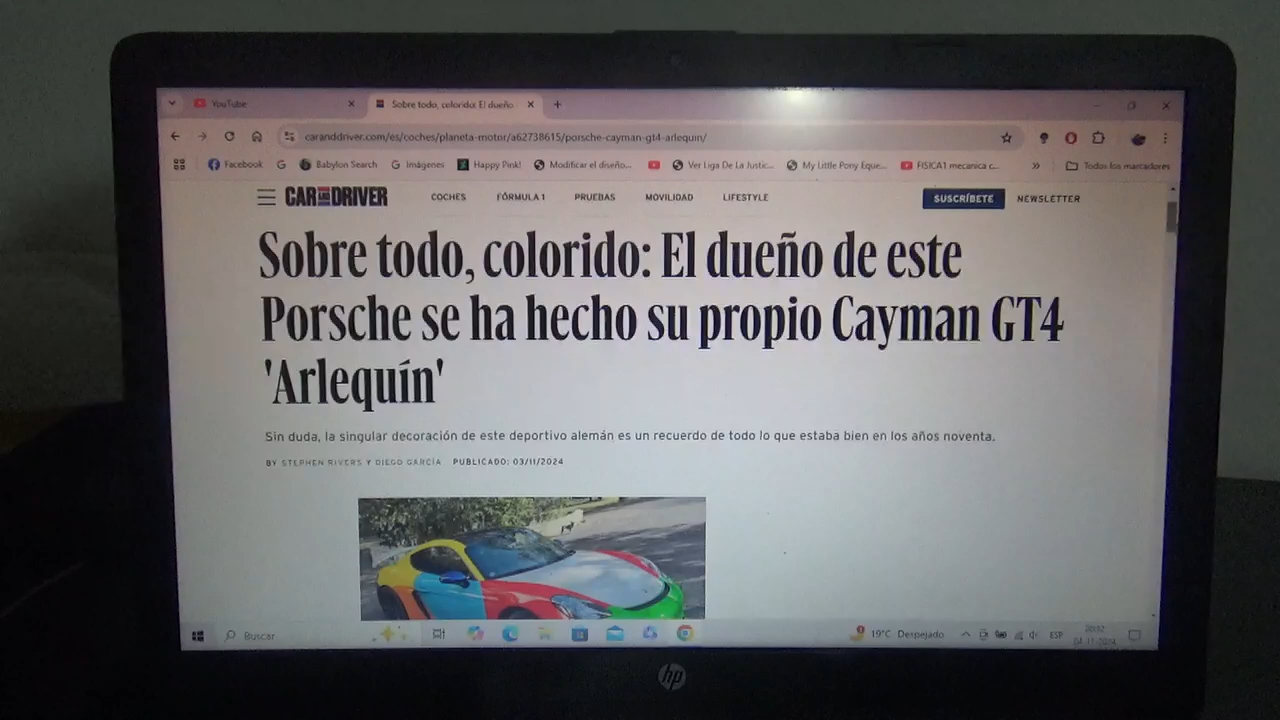 YouTube
Sobre todo, colorido: El dueño
caranddriver.com/es/coches/planeta-motor/a62738615/porsche-cayman-gt4-arlequin/
Facebook
Babylon Search
Imágenes
Happy Pink!
Modificar el diseño...
Ver Liga De La Justic...
My Little Pony Eque...
FISICA1 mecanica c...
Todos los marcadores
CAR AND DRIVER
COCHES
FÓRMULA 1
PRUEBAS
MOVILIDAD
LIFESTYLE
SUSCRÍBETE
NEWSLETTER
Sobre todo, colorido: El dueño de este
Porsche se ha hecho su propio Cayman GT4
'Arlequín'
Sin duda, la singular decoración de este deportivo alemán es un recuerdo de todo lo que estaba bien en los años noventa.
BY STEPHEN RIVERS Y DIEGO GARCÍA PUBLICADO: 03/11/2024
Buscar
19°C Despejado
ESP
04-11-2024
hp